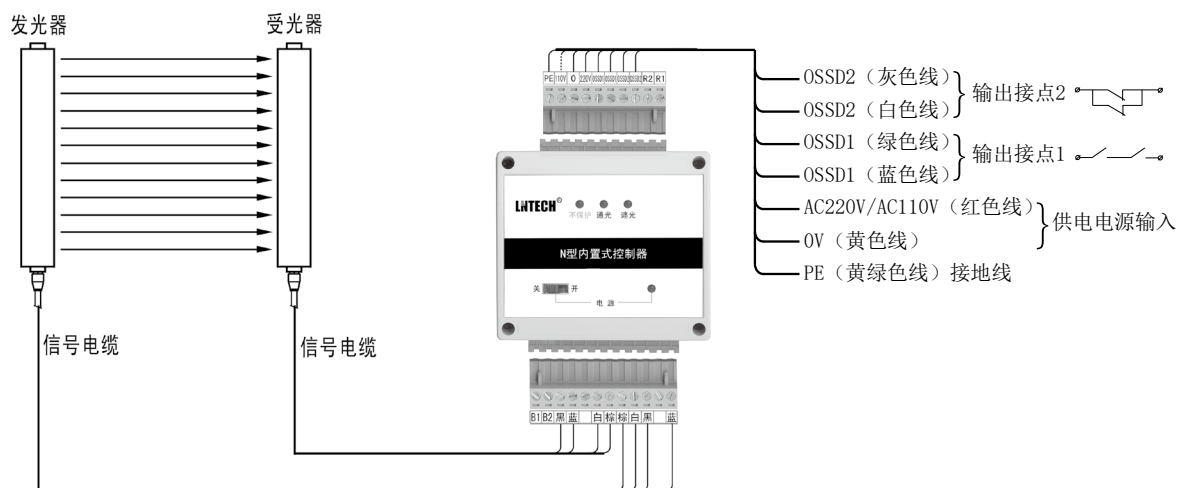 发光器
受光器
信号电缆
信号电缆
PE 110V 0 220V OSSD1 OSSD1 OSSD2 OSSD2 R2 R1
LNTECH®
不保护 通光 遮光
N型内置式控制器
关 开
电源
B1 B2 黑 蓝 白 棕 棕 白 黑 蓝
OSSD2（灰色线）
OSSD2（白色线）
输出接点2
OSSD1（绿色线）
OSSD1（蓝色线）
输出接点1
AC220V/AC110V（红色线）
0V（黄色线）
供电电源输入
PE（黄绿色线）接地线